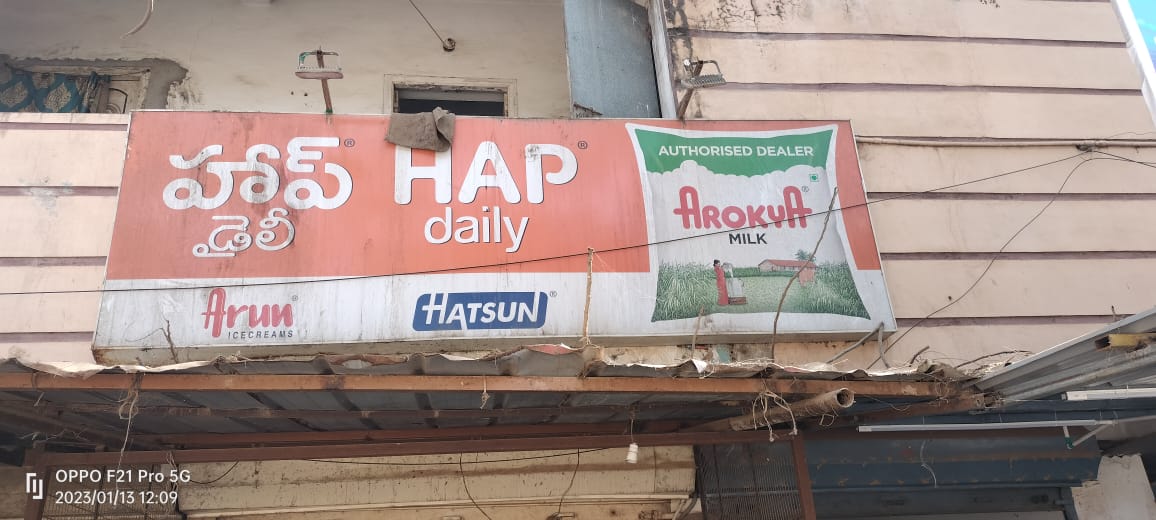 హాప్®
డైలీ
HAP®
daily
AUTHORISED DEALER
AROKYA®
MILK
Arun®
ICECREAMS
HATSUN®
OPPO F21 Pro 5G
2023/01/13 12:09